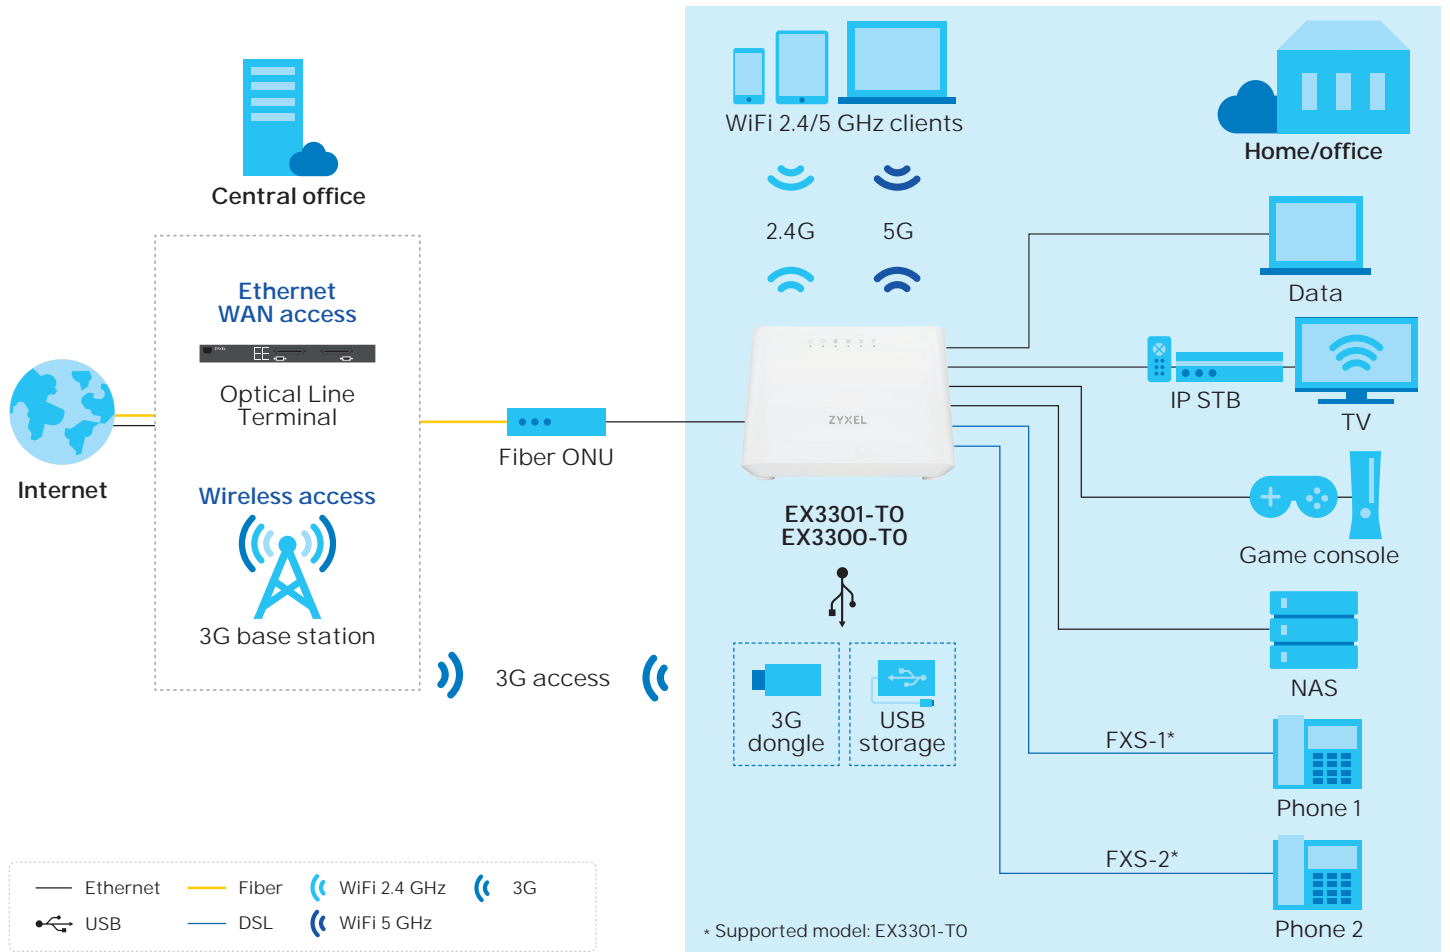 WiFi 2.4/5 GHz clients
Home/office
Central office
2.4G
5G
Data
Ethernet
WAN access
ZYXEL
Optical Line
Terminal
Internet
Fiber ONU
ZYXEL
IP STB
TV
Wireless access
3G base station
EX3301-T0
EX3300-T0
Game console
3G access
3G
dongle
USB
storage
NAS
FXS-1*
Phone 1
FXS-2*
Phone 2
Ethernet
Fiber
WiFi 2.4 GHz
3G
USB
DSL
WiFi 5 GHz
* Supported model: EX3301-T0